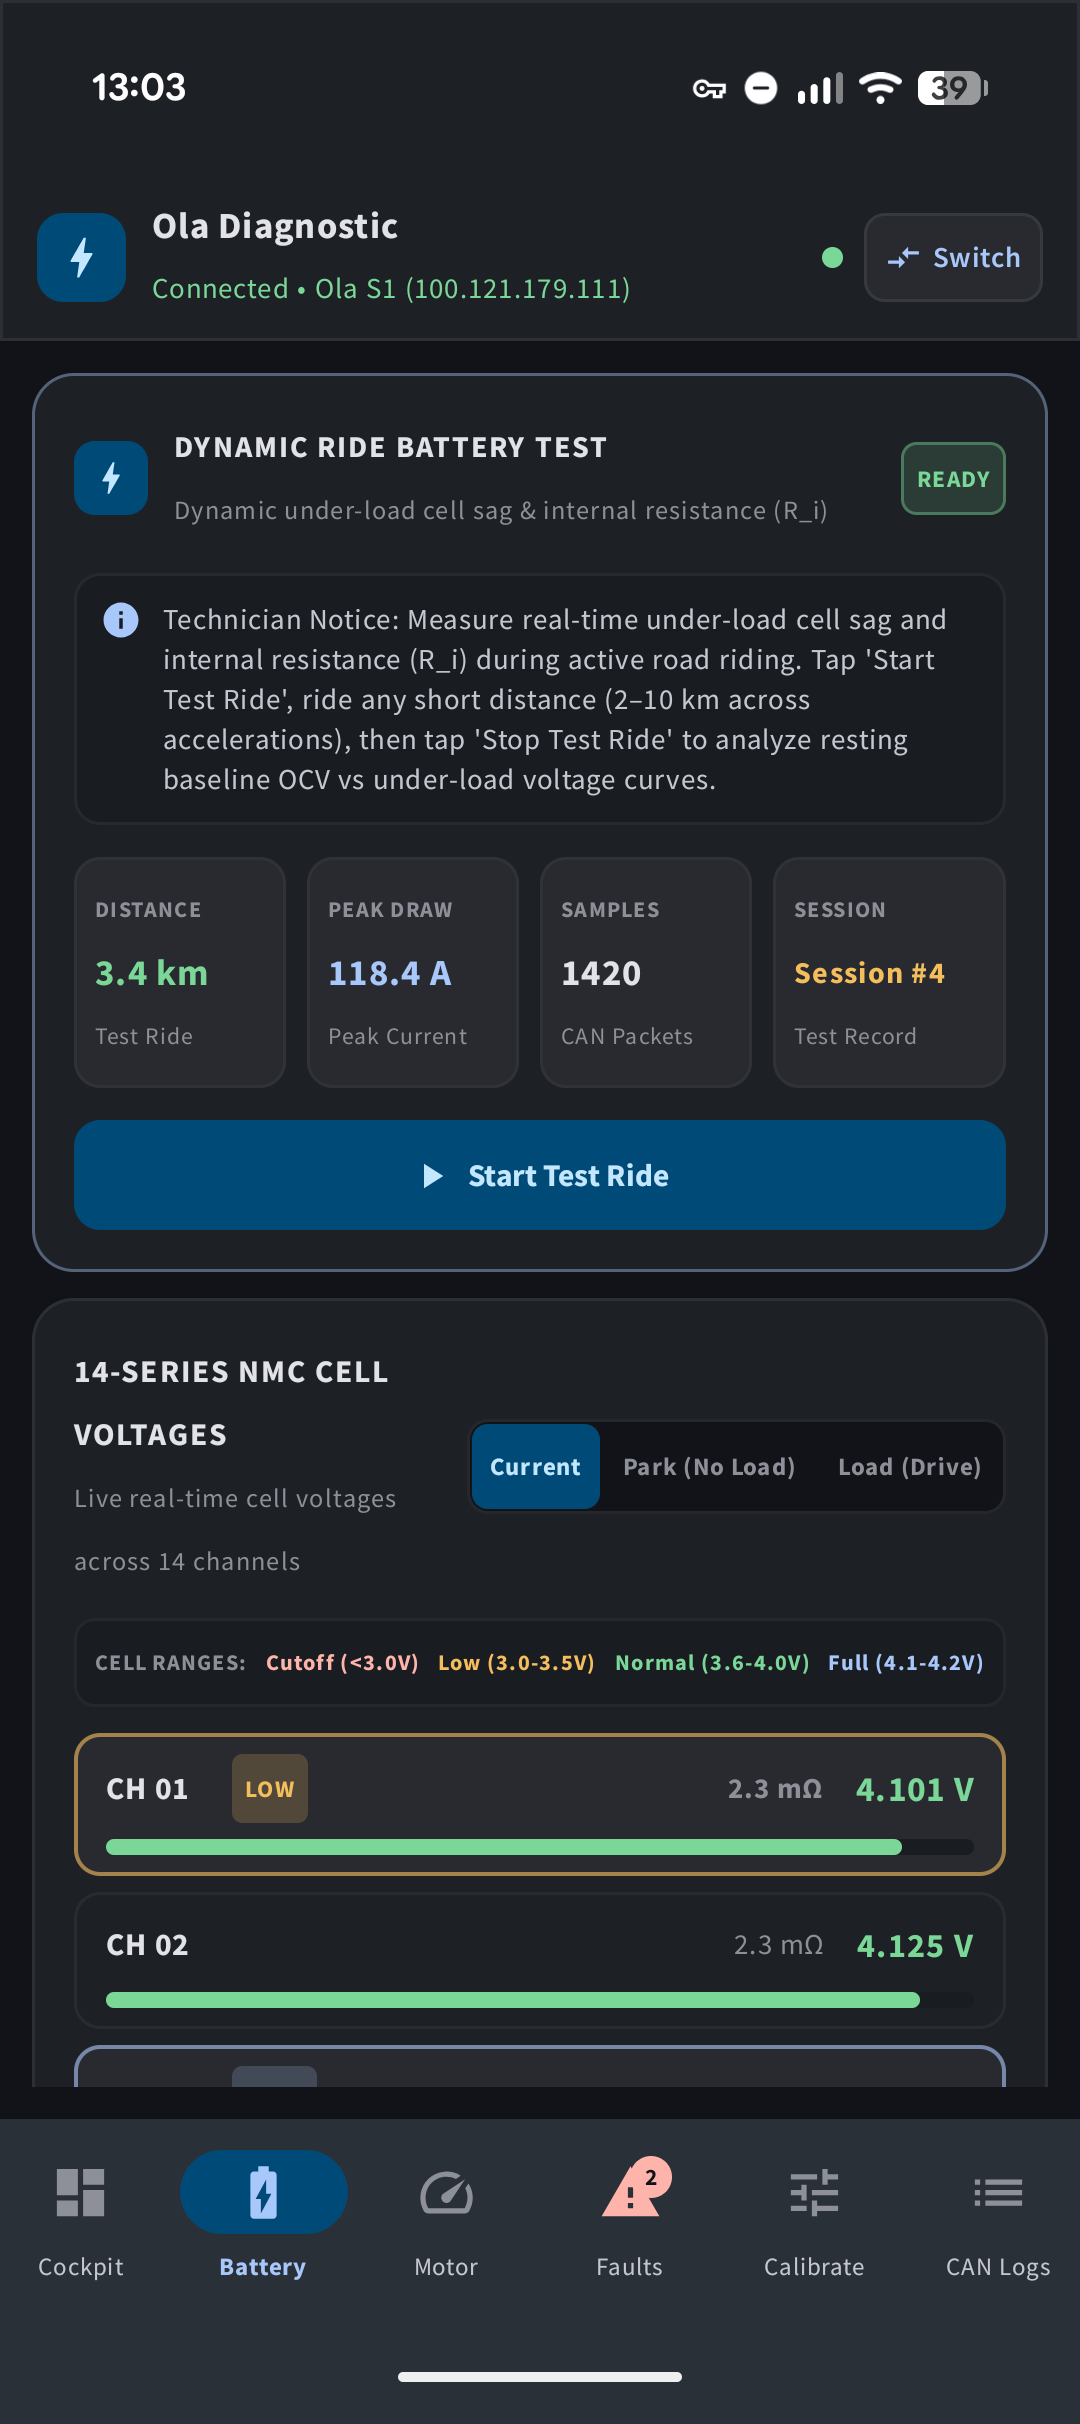 13:03
39
Ola Diagnostic
Connected • Ola S1 (100.121.179.111)
Switch
DYNAMIC RIDE BATTERY TEST
Dynamic under-load cell sag & internal resistance (R_i)
READY
Technician Notice: Measure real-time under-load cell sag and
internal resistance (R_i) during active road riding. Tap 'Start
Test Ride', ride any short distance (2–10 km across
accelerations), then tap 'Stop Test Ride' to analyze resting
baseline OCV vs under-load voltage curves.
DISTANCE
3.4 km
Test Ride
PEAK DRAW
118.4 A
Peak Current
SAMPLES
1420
CAN Packets
SESSION
Session #4
Test Record
Start Test Ride
14-SERIES NMC CELL
VOLTAGES
Live real-time cell voltages
across 14 channels
Current
Park (No Load)
Load (Drive)
CELL RANGES: Cutoff (<3.0V) Low (3.0-3.5V) Normal (3.6-4.0V) Full (4.1-4.2V)
CH 01 LOW 2.3 mΩ 4.101 V
CH 02 2.3 mΩ 4.125 V
2
Cockpit
Battery
Motor
Faults
Calibrate
CAN Logs